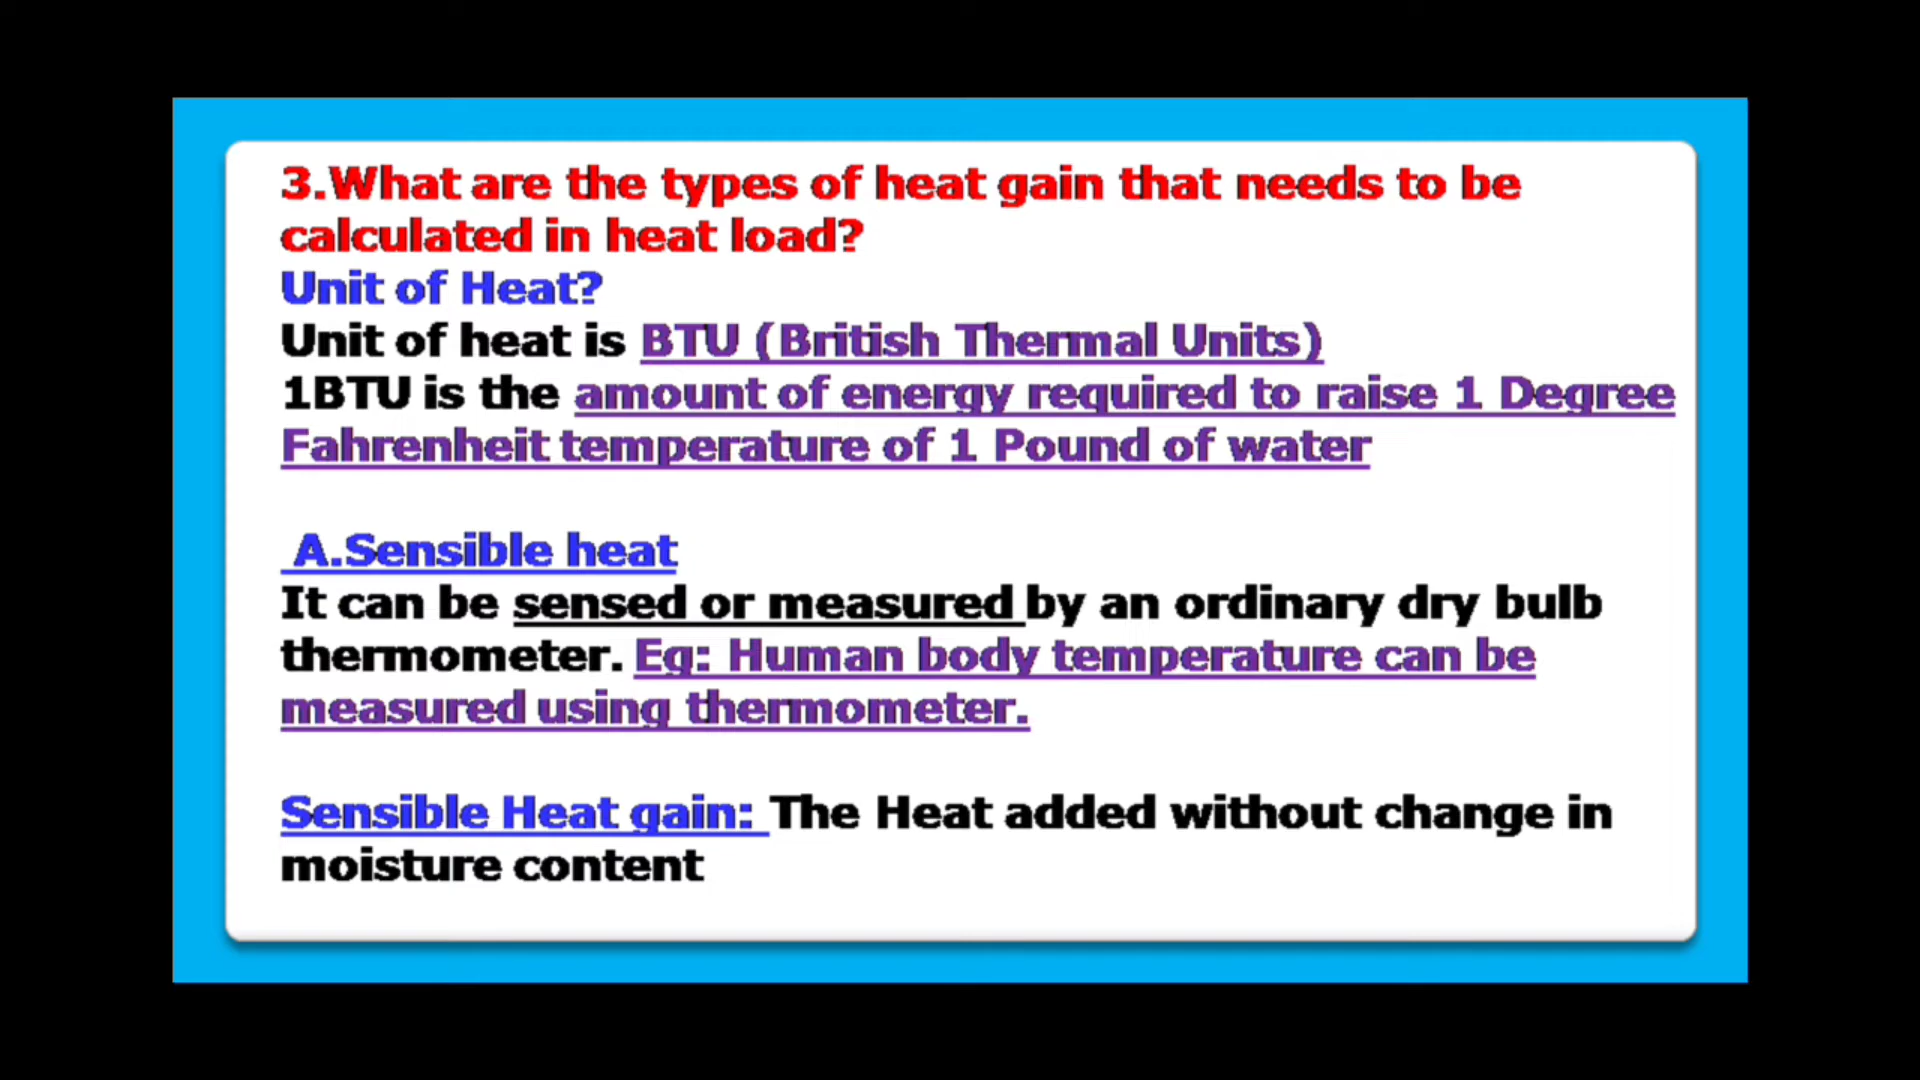 3.What are the types of heat gain that needs to be
calculated in heat load?
Unit of Heat?
Unit of heat is BTU (British Thermal Units)
1BTU is the amount of energy required to raise 1 Degree
Fahrenheit temperature of 1 Pound of water
A.Sensible heat
It can be sensed or measured by an ordinary dry bulb
thermometer. Eg: Human body temperature can be
measured using thermometer.
Sensible Heat gain: The Heat added without change in
moisture content